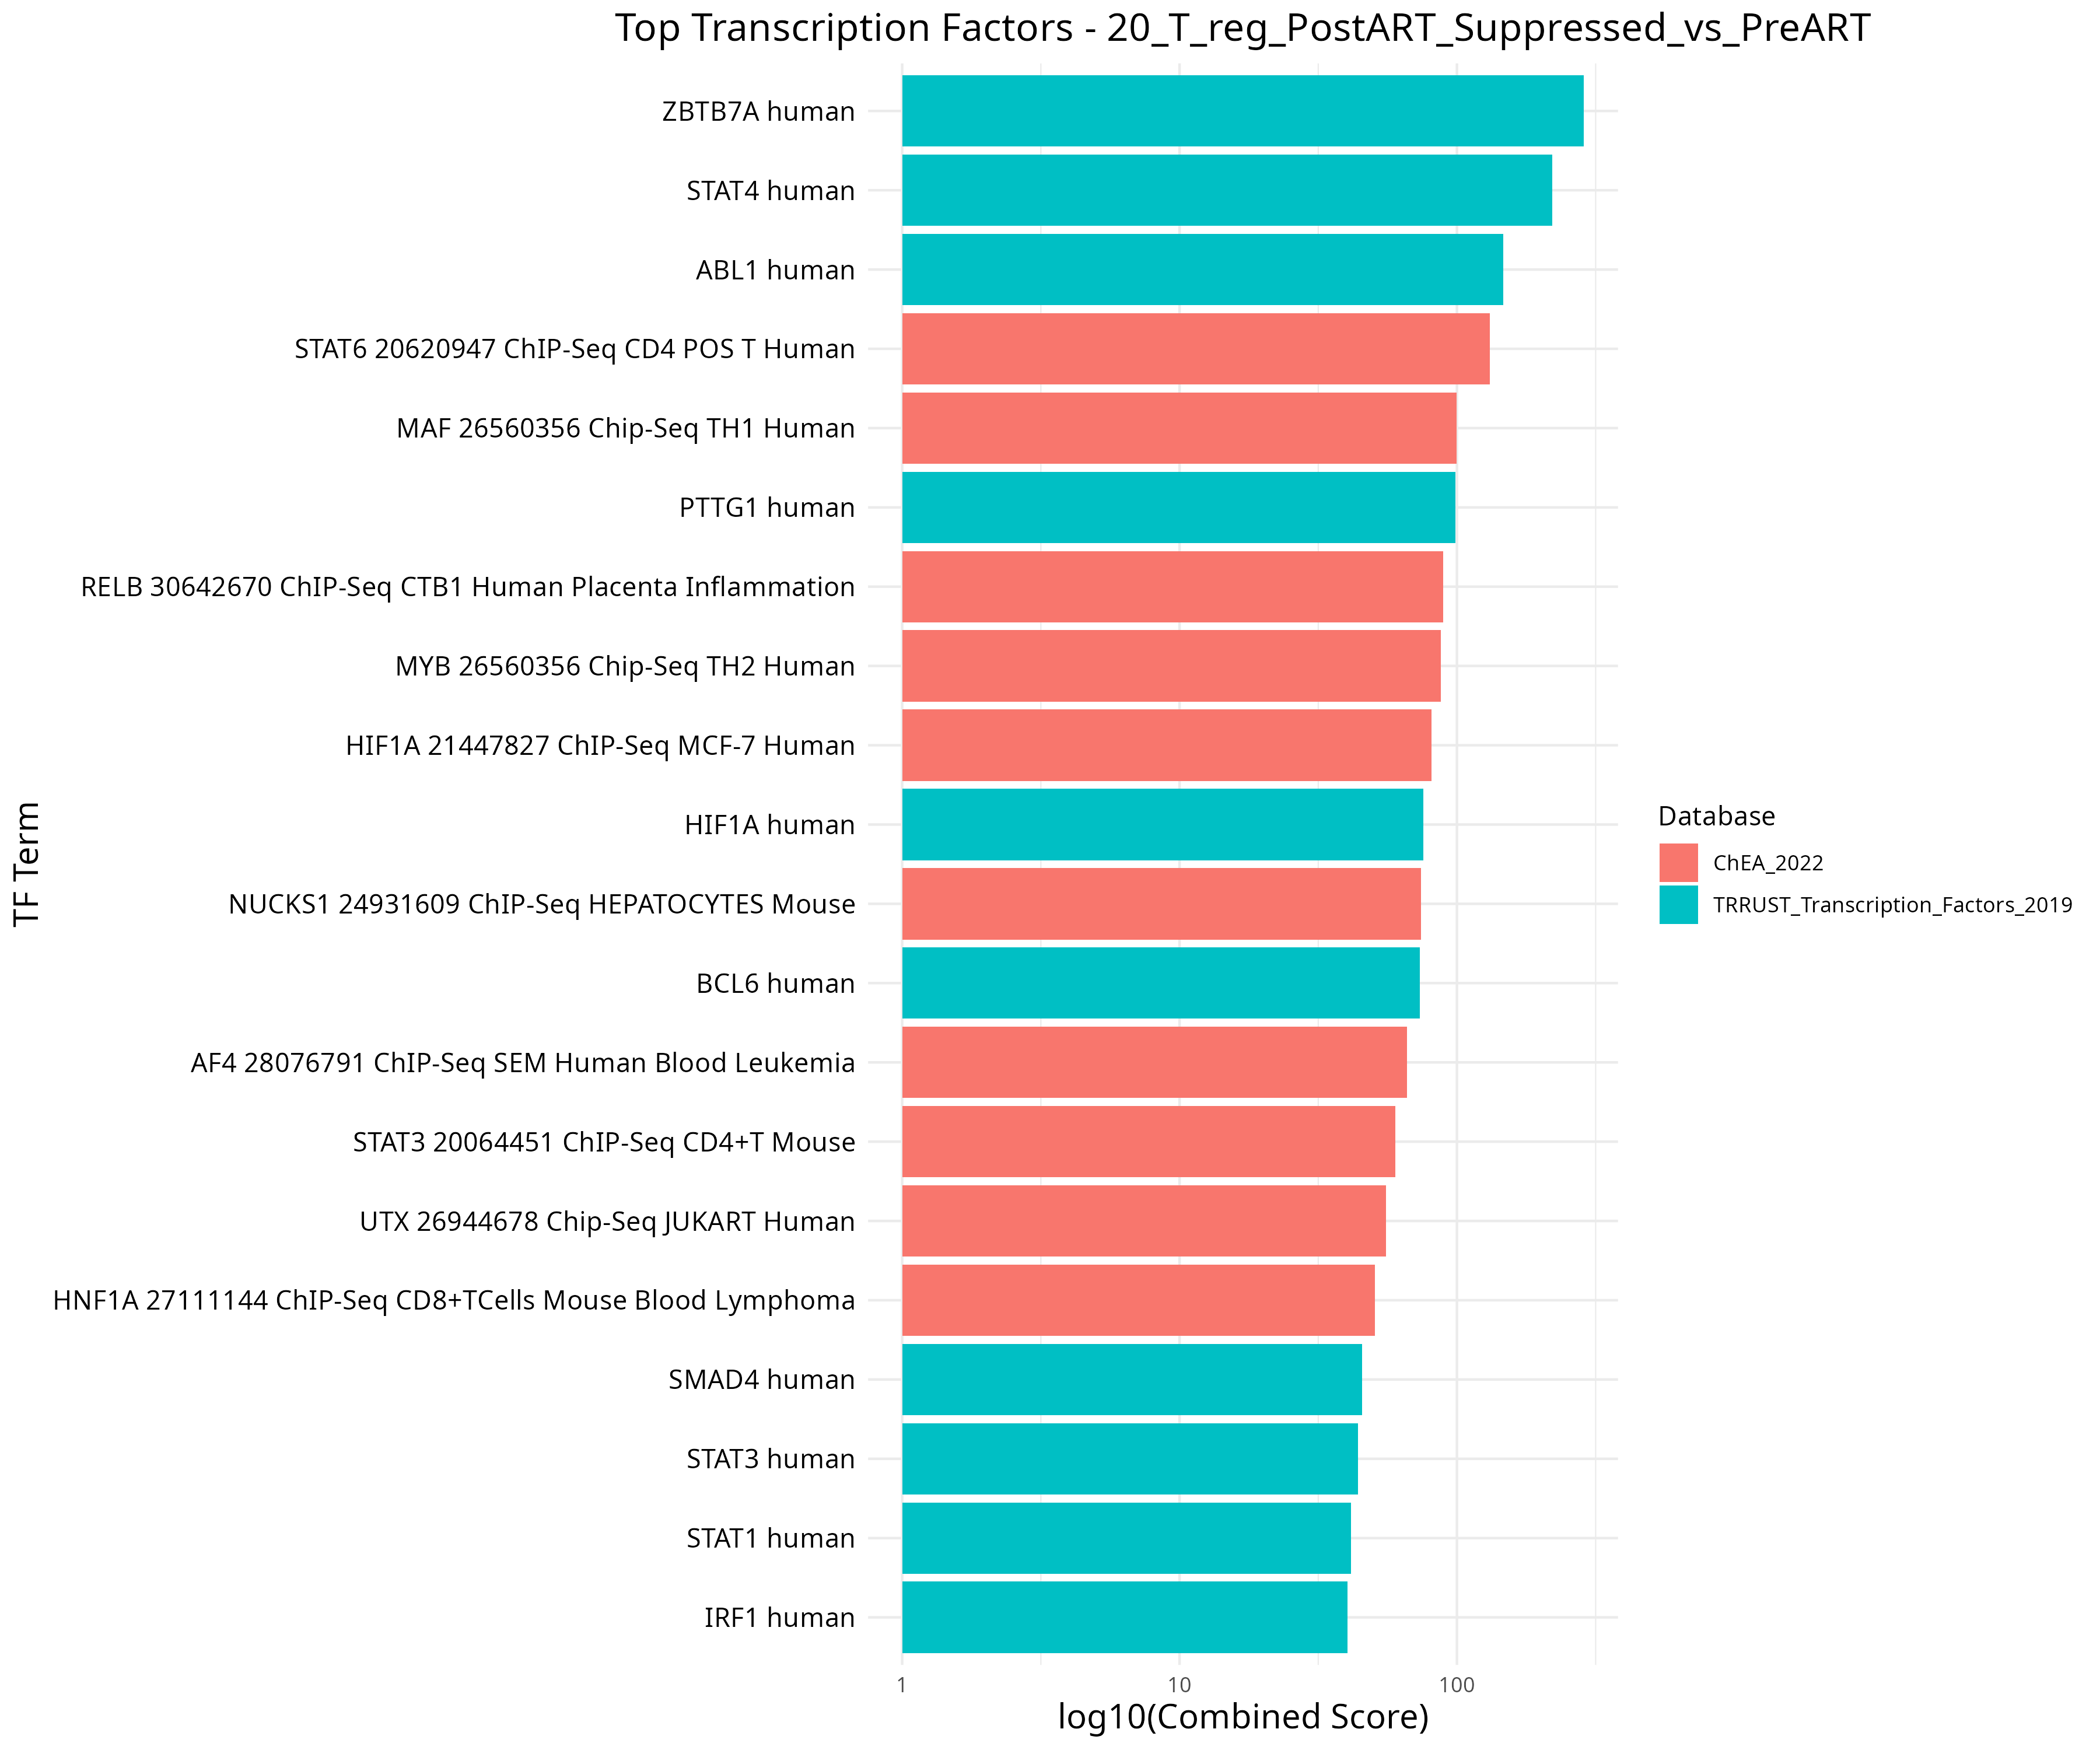 Top Transcription Factors - 20_T_reg_PostART_Suppressed_vs_PreART
TF Term
ZBTB7A human
STAT4 human
ABL1 human
STAT6 20620947 ChIP-Seq CD4 POS T Human
MAF 26560356 Chip-Seq TH1 Human
PTTG1 human
RELB 30642670 ChIP-Seq CTB1 Human Placenta Inflammation
MYB 26560356 Chip-Seq TH2 Human
HIF1A 21447827 ChIP-Seq MCF-7 Human
HIF1A human
NUCKS1 24931609 ChIP-Seq HEPATOCYTES Mouse
BCL6 human
AF4 28076791 ChIP-Seq SEM Human Blood Leukemia
STAT3 20064451 ChIP-Seq CD4+T Mouse
UTX 26944678 Chip-Seq JUKART Human
HNF1A 27111144 ChIP-Seq CD8+TCells Mouse Blood Lymphoma
SMAD4 human
STAT3 human
STAT1 human
IRF1 human
1 10 100
log10(Combined Score)
Database
ChEA_2022
TRRUST_Transcription_Factors_2019